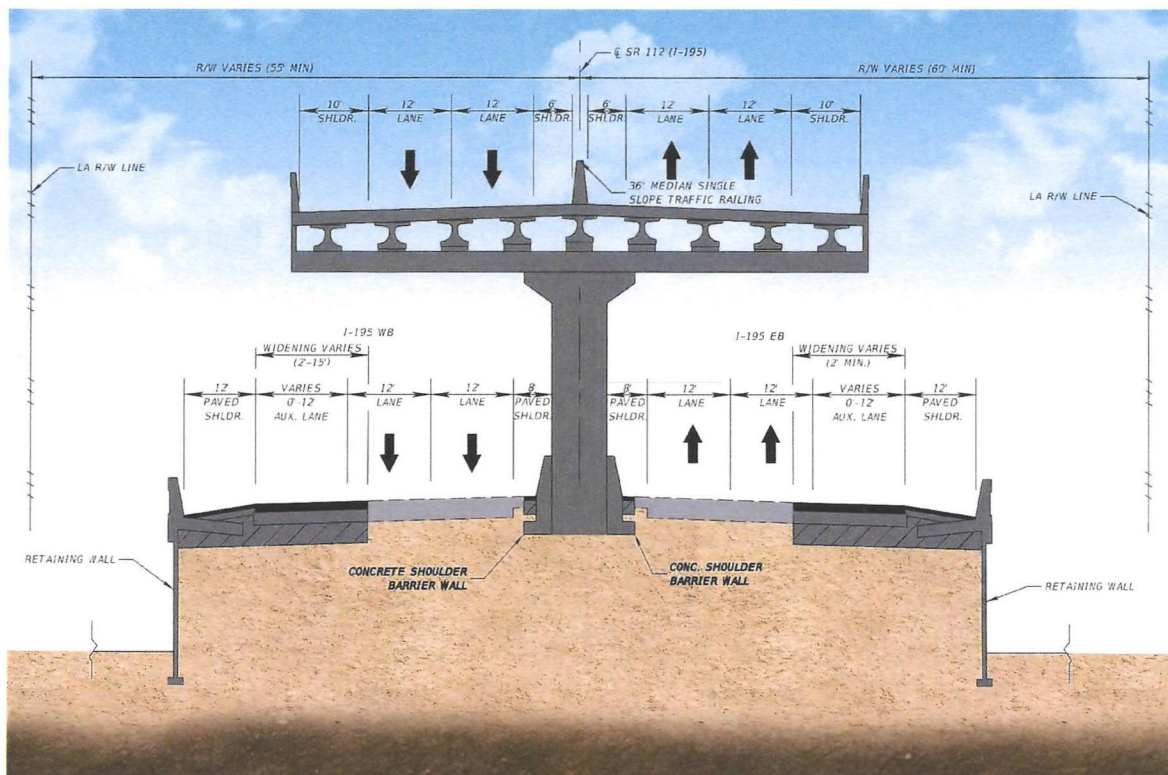 ℄ SR 112 (I-195)
R/W VARIES (55' MIN)
R/W VARIES (60' MIN)
10' SHLDR.
12' LANE
12' LANE
6' SHLDR.
6' SHLDR.
12' LANE
12' LANE
10' SHLDR.
LA R/W LINE
36" MEDIAN SINGLE
SLOPE TRAFFIC RAILING
LA R/W LINE
I-195 WB
WIDENING VARIES
(2'-15')
I-195 EB
WIDENING VARIES
(2' MIN.)
12'
PAVED
SHLDR.
VARIES
0'-12'
AUX. LANE
12'
LANE
12'
LANE
8'
PAVED
SHLDR.
8'
PAVED
SHLDR.
12'
LANE
12'
LANE
VARIES
0-12'
AUX. LANE
12'
PAVED
SHLDR.
RETAINING WALL
CONCRETE SHOULDER
BARRIER WALL
CONC. SHOULDER
BARRIER WALL
RETAINING WALL